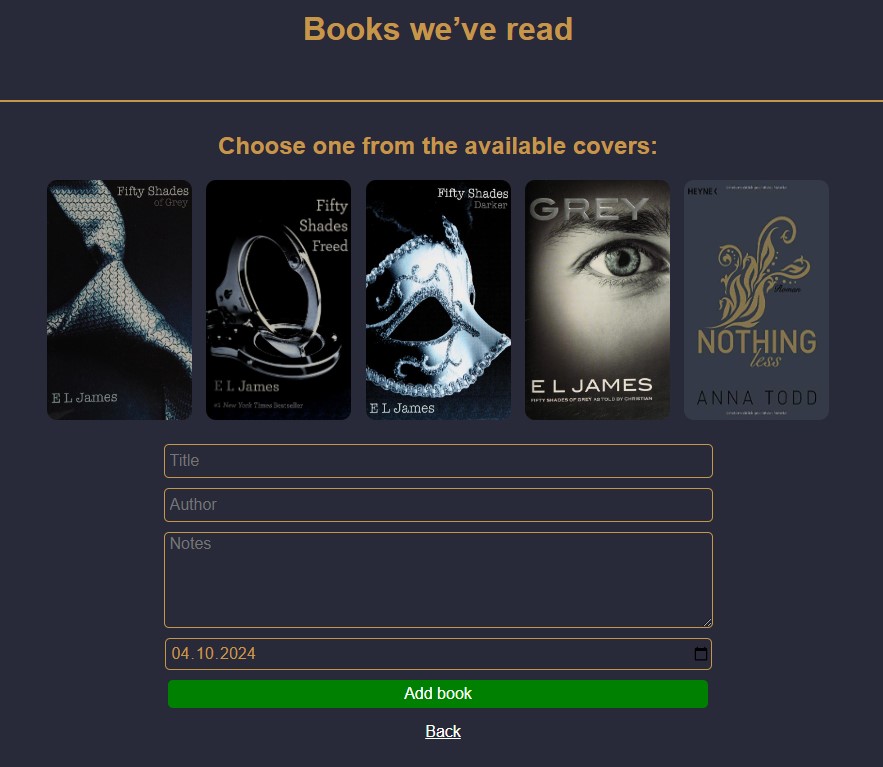 Books we’ve read
Choose one from the available covers:
Fifty Shades
of Grey
E L James
Fifty
Shades
Freed
E L James
#1 New York Times Bestseller
Fifty Shades
Darker
E L James
GREY
E L JAMES
FIFTY SHADES OF GREY AS TOLD BY CHRISTIAN
HEYNE<
Roman
NOTHING
less
ANNA TODD
Title
Author
Notes
04.10.2024
Add book
Back